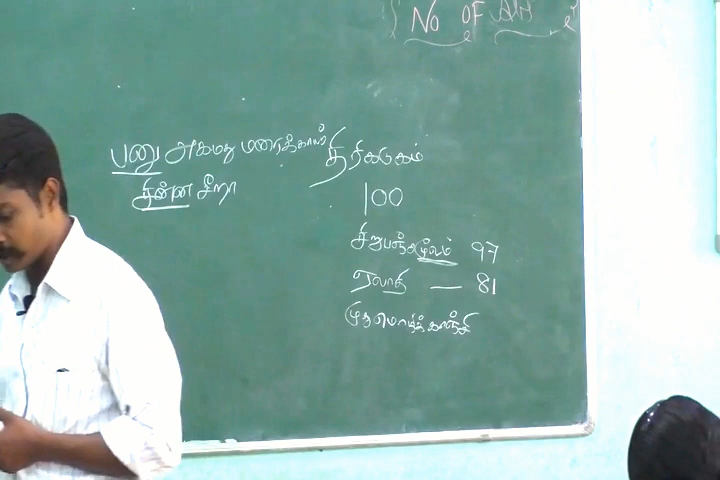 No OF
பனு அகமது மரைக்காயர்
சின்ன சீறா
திரிகடுகம்
100
சிறுபஞ்சமூலம் 97
ஏலாதி — 81
முதுமொழிக்காஞ்சி